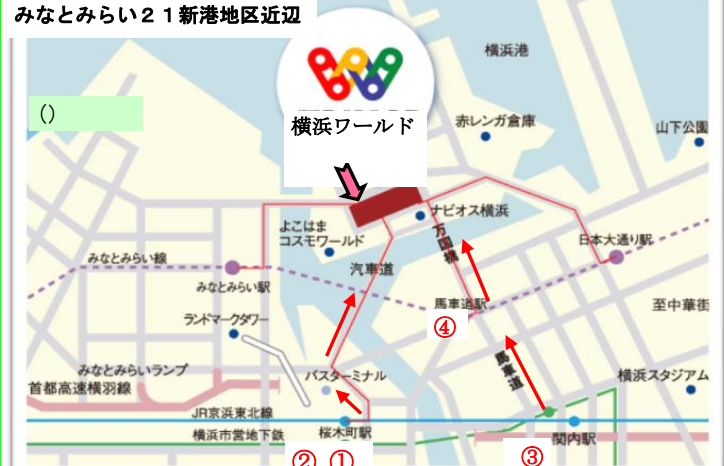 みなとみらい２１新港地区近辺
横浜港
()
横浜ワールド
赤レンガ倉庫
山下公園
ナビオス横浜
よこはま
コスモワールド
万国橋
日本大通り駅
みなとみらい線
汽車道
みなとみらい駅
馬車道駅
至中華街
ランドマークタワー
④
馬車道
みなとみらいランプ
バスターミナル
横浜スタジアム
首都高速横羽線
JR京浜東北線
横浜市営地下鉄
桜木町駅
関内駅
② ①
③